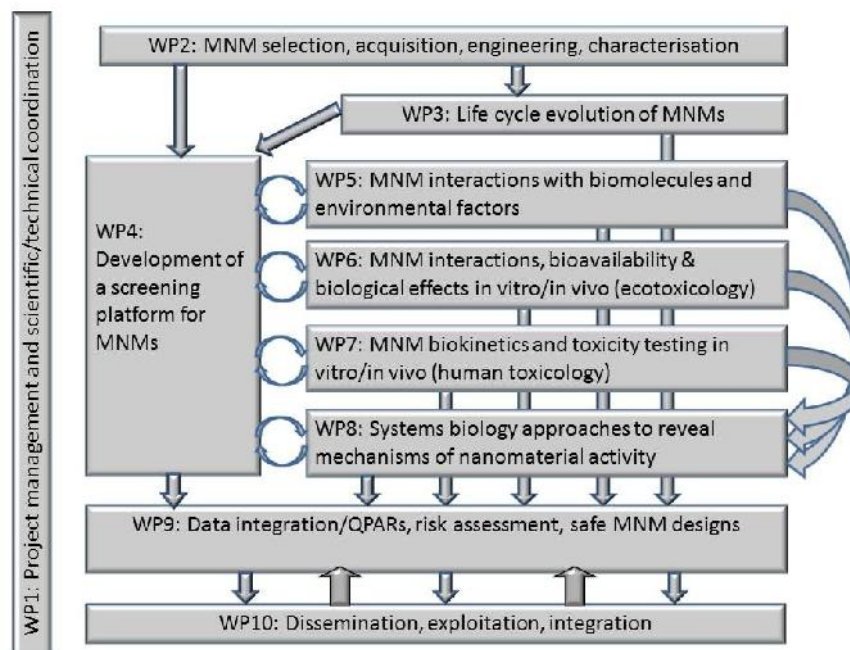 WP1: Project management and scientific/technical coordination
WP2: MNM selection, acquisition, engineering, characterisation
WP3: Life cycle evolution of MNMs
WP4:
Development of
a screening
platform for
MNMs
WP5: MNM interactions with biomolecules and
environmental factors
WP6: MNM interactions, bioavailability &
biological effects in vitro/in vivo (ecotoxicology)
WP7: MNM biokinetics and toxicity testing in
vitro/in vivo (human toxicology)
WP8: Systems biology approaches to reveal
mechanisms of nanomaterial activity
WP9: Data integration/QPARs, risk assessment, safe MNM designs
WP10: Dissemination, exploitation, integration